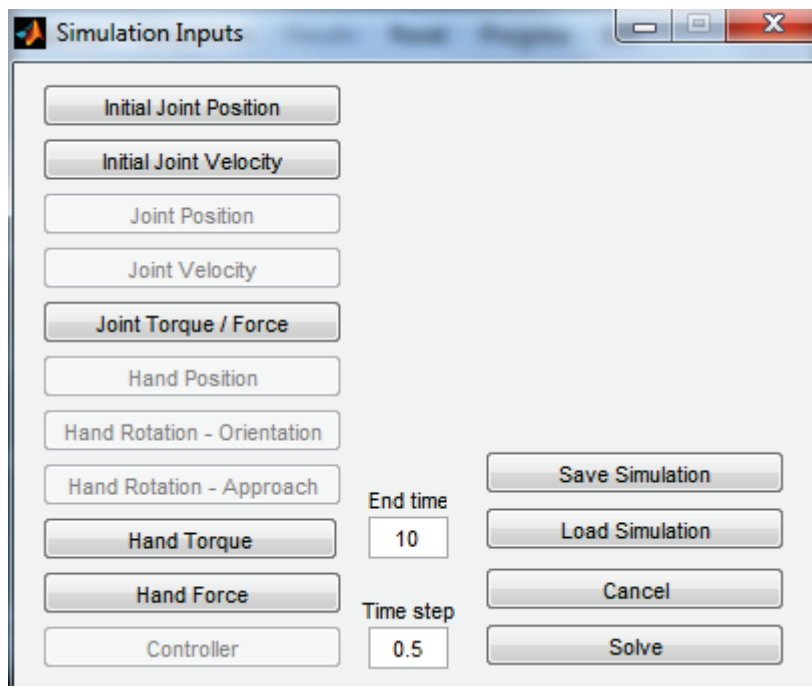 Simulation Inputs
Initial Joint Position
Initial Joint Velocity
Joint Position
Joint Velocity
Joint Torque / Force
Hand Position
Hand Rotation - Orientation
Hand Rotation - Approach
Hand Torque
Hand Force
Controller
End time
10
Time step
0.5
Save Simulation
Load Simulation
Cancel
Solve